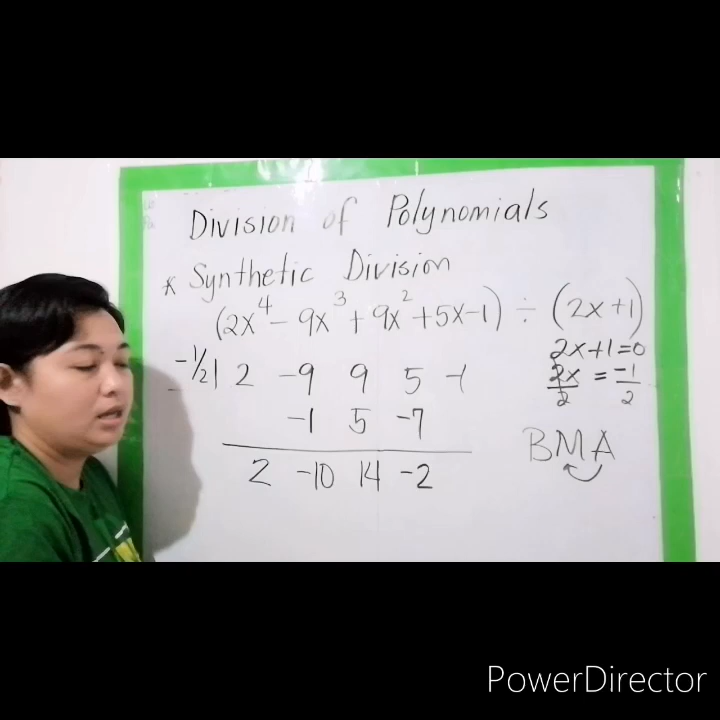 Division of Polynomials
* Synthetic Division
(2x⁴ - 9x³ + 9x² + 5x - 1) ÷ (2x + 1)
2x + 1 = 0
2x/2 = -1/2
-1/2| 2 -9 9 5 -1
-1 5 -7
2 -10 14 -2
BMA
PowerDirector